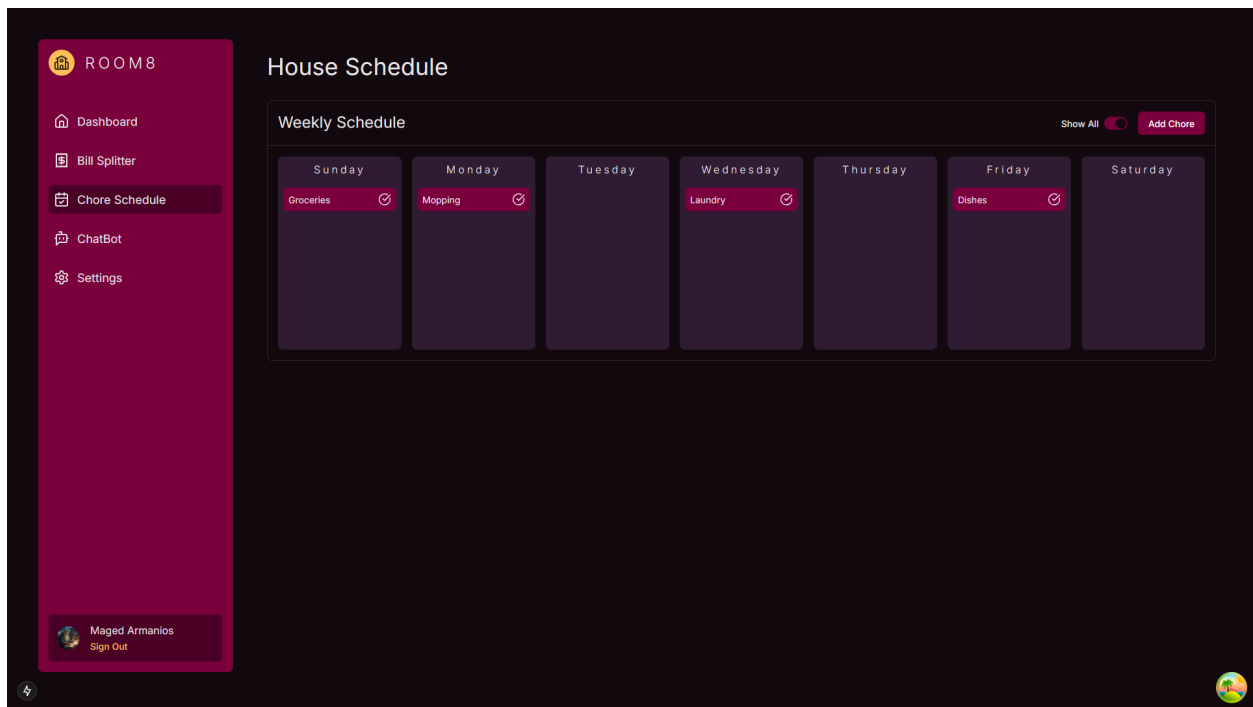 ROOM8
Dashboard
Bill Splitter
Chore Schedule
ChatBot
Settings
Maged Armanios
Sign Out
House Schedule
Weekly Schedule
Show All
Add Chore
Sunday
Monday
Tuesday
Wednesday
Thursday
Friday
Saturday
Groceries
Mopping
Laundry
Dishes